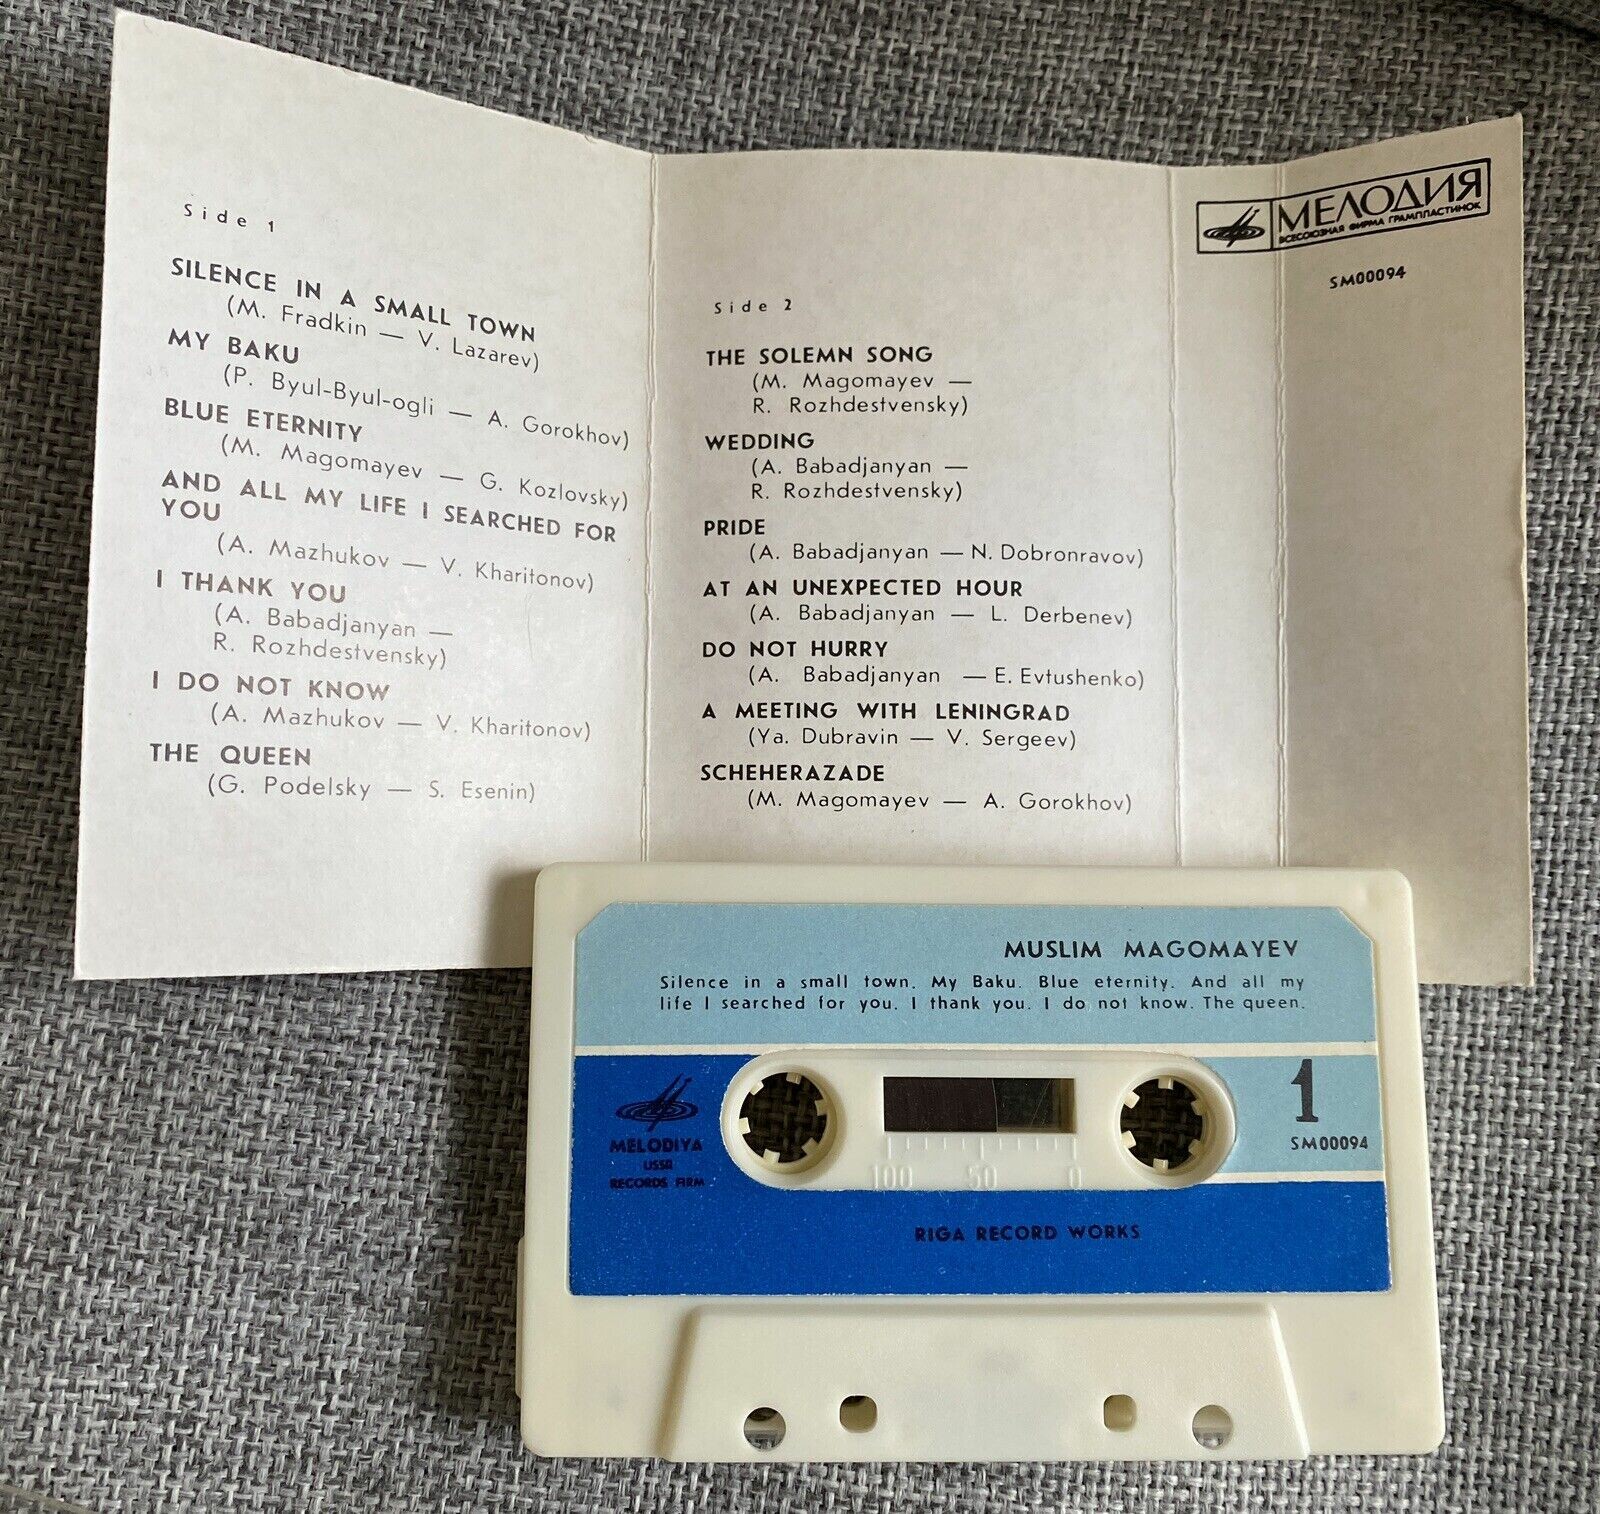 Side 1
SILENCE IN A SMALL TOWN
(M. Fradkin — V. Lazarev)
MY BAKU
(P. Byul-Byul-ogli — A. Gorokhov)
BLUE ETERNITY
(M. Magomayev — G. Kozlovsky)
AND ALL MY LIFE I SEARCHED FOR
YOU
(A. Mazhukov — V. Kharitonov)
I THANK YOU
(A. Babadjanyan —
R. Rozhdestvensky)
I DO NOT KNOW
(A. Mazhukov — V. Kharitonov)
THE QUEEN
(G. Podelsky — S. Esenin)
Side 2
THE SOLEMN SONG
(M. Magomayev —
R. Rozhdestvensky)
WEDDING
(A. Babadjanyan —
R. Rozhdestvensky)
PRIDE
(A. Babadjanyan — N. Dobronravov)
AT AN UNEXPECTED HOUR
(A. Babadjanyan — L. Derbenev)
DO NOT HURRY
(A. Babadjanyan — E. Evtushenko)
A MEETING WITH LENINGRAD
(Ya. Dubravin — V. Sergeev)
SCHEHERAZADE
(M. Magomayev — A. Gorokhov)
МЕЛОДИЯ
ВСЕСОЮЗНАЯ ФИРМА ГРАМПЛАСТИНОК
SM00094
MUSLIM MAGOMAYEV
Silence in a small town. My Baku. Blue eternity. And all my
life I searched for you. I thank you. I do not know. The queen.
MELODIYA
USSR
RECORDS FIRM
100 50 0
1
SM00094
RIGA RECORD WORKS